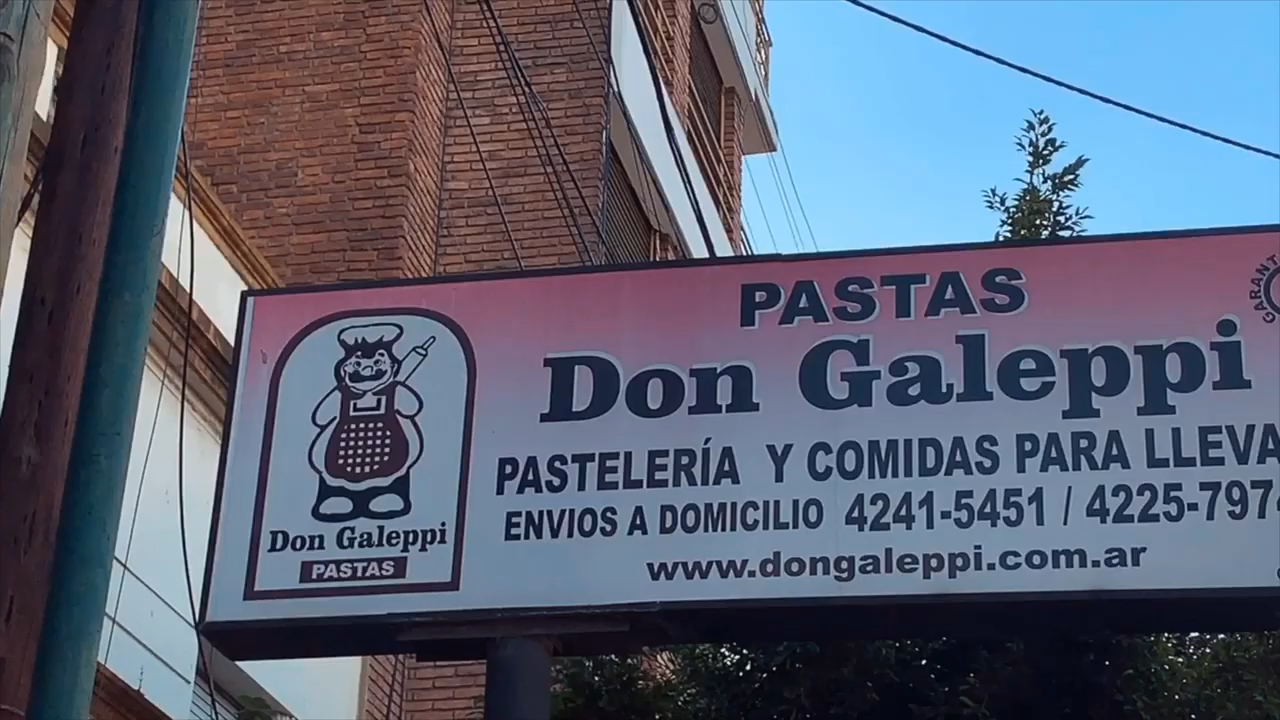 PASTAS
Don Galeppi
PASTELERÍA Y COMIDAS PARA LLEVA
ENVIOS A DOMICILIO 4241-5451 / 4225-797
www.dongaleppi.com.ar
Don Galeppi
PASTAS
GARANT